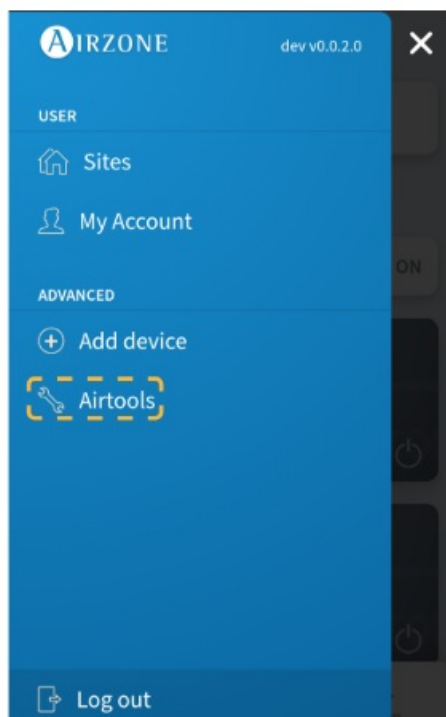 AIRZONE dev v0.0.2.0
USER
Sites
My Account
ON
ADVANCED
Add device
Airtools
Log out